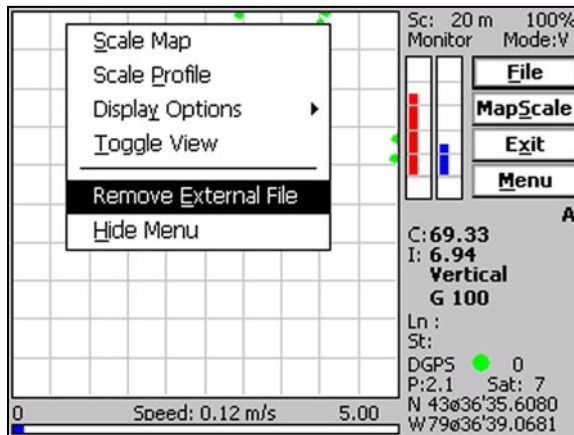 Scale Map
Scale Profile
Display Options
Toggle View
Remove External File
Hide Menu
0 Speed: 0.12 m/s 5.00
Sc: 20 m 100%
Monitor Mode:V
File
MapScale
Exit
Menu
A
C:69.33
I: 6.94
Vertical
G 100
Ln :
St:
DGPS 0
P:2.1 Sat: 7
N 43ø36'35.6080
W79ø36'39.0681